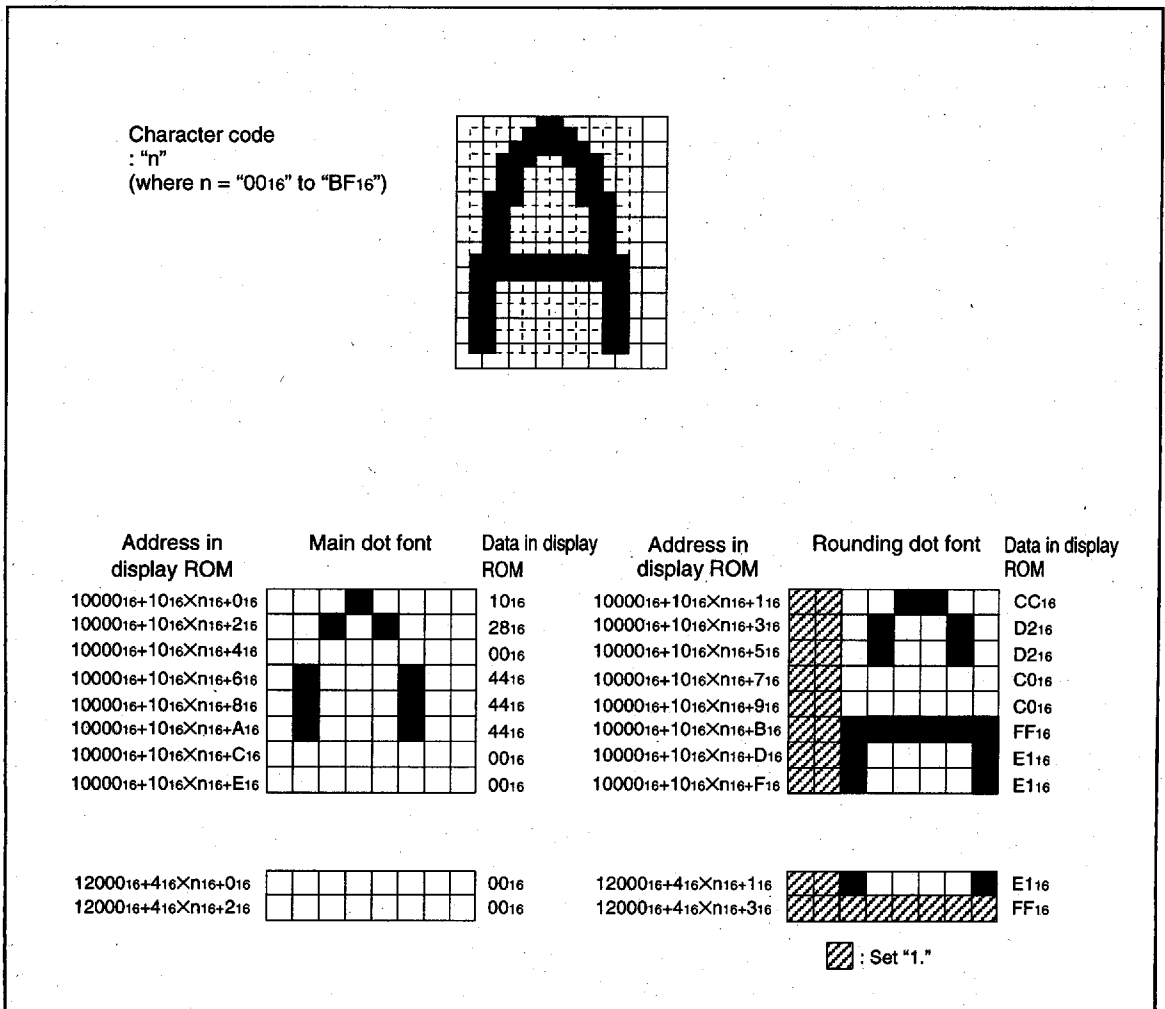 Character code
: “n”
(where n = “00₁₆” to “BF₁₆”)
Address in display ROM
Main dot font
Data in display ROM
Address in display ROM
Rounding dot font
Data in display ROM
10000₁₆+10₁₆×n₁₆+0₁₆ 10₁₆ 10000₁₆+10₁₆×n₁₆+1₁₆ CC₁₆
10000₁₆+10₁₆×n₁₆+2₁₆ 28₁₆ 10000₁₆+10₁₆×n₁₆+3₁₆ D2₁₆
10000₁₆+10₁₆×n₁₆+4₁₆ 00₁₆ 10000₁₆+10₁₆×n₁₆+5₁₆ D2₁₆
10000₁₆+10₁₆×n₁₆+6₁₆ 44₁₆ 10000₁₆+10₁₆×n₁₆+7₁₆ C0₁₆
10000₁₆+10₁₆×n₁₆+8₁₆ 44₁₆ 10000₁₆+10₁₆×n₁₆+9₁₆ C0₁₆
10000₁₆+10₁₆×n₁₆+A₁₆ 44₁₆ 10000₁₆+10₁₆×n₁₆+B₁₆ FF₁₆
10000₁₆+10₁₆×n₁₆+C₁₆ 00₁₆ 10000₁₆+10₁₆×n₁₆+D₁₆ E1₁₆
10000₁₆+10₁₆×n₁₆+E₁₆ 00₁₆ 10000₁₆+10₁₆×n₁₆+F₁₆ E1₁₆
12000₁₆+4₁₆×n₁₆+0₁₆ 00₁₆ 12000₁₆+4₁₆×n₁₆+1₁₆ E1₁₆
12000₁₆+4₁₆×n₁₆+2₁₆ 00₁₆ 12000₁₆+4₁₆×n₁₆+3₁₆ FF₁₆
: Set “1.”